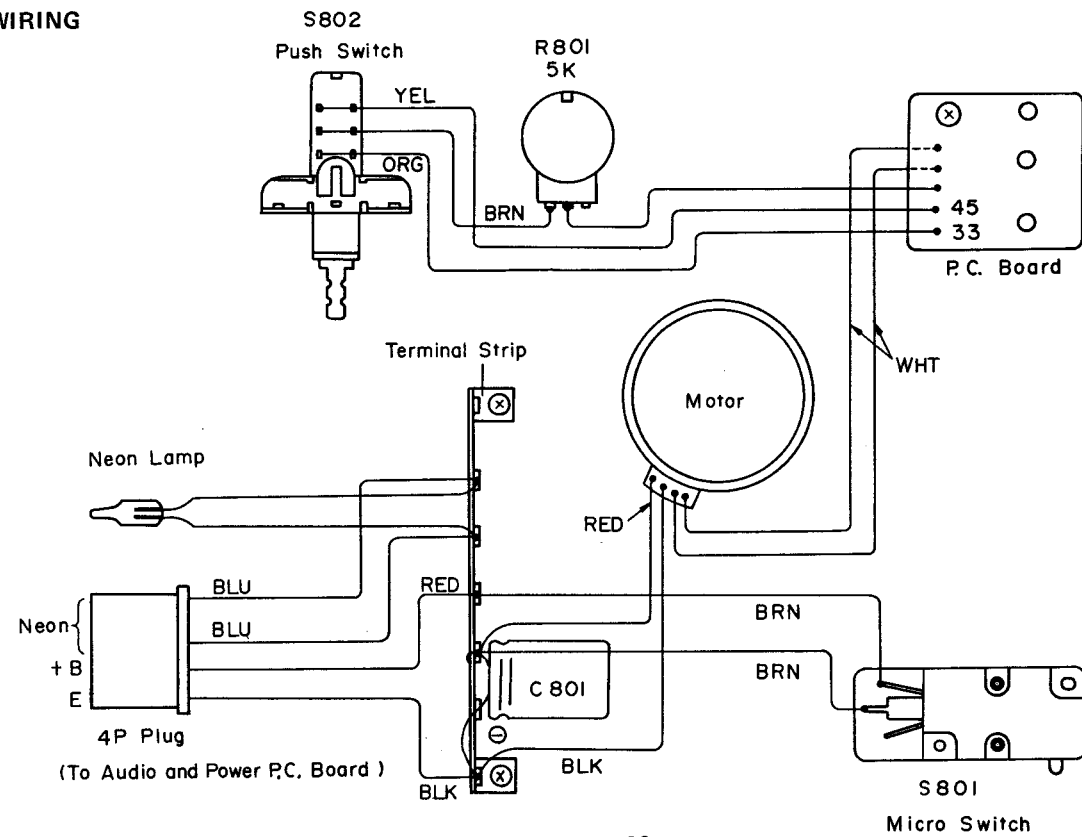 WIRING
S802
Push Switch
R801
5K
YEL
ORG
BRN
45
33
P.C. Board
Terminal Strip
WHT
Motor
Neon Lamp
RED
BLU
RED
BRN
Neon
BLU
+B
BRN
C801
E
4P Plug
⊖
BLK
(To Audio and Power P.C. Board)
BLK
S801
Micro Switch